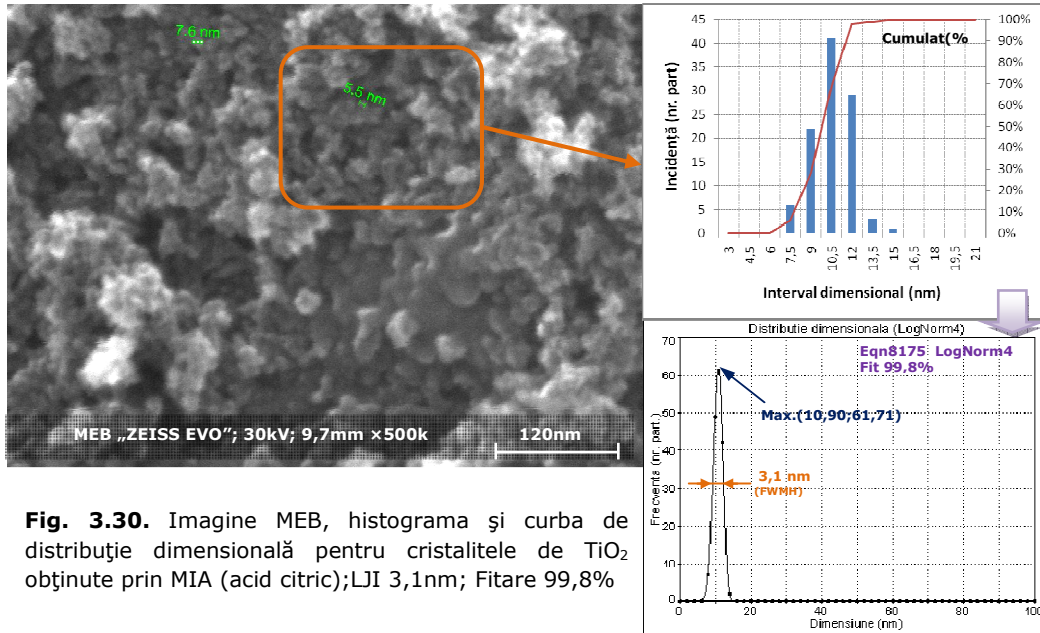 7.6 nm
5.5 nm
MEB „ZEISS EVO”; 30kV; 9,7mm ×500k
120nm
Fig. 3.30. Imagine MEB, histograma şi curba de
distribuţie dimensională pentru cristalitele de TiO2
obţinute prin MIA (acid citric);LJI 3,1nm; Fitare 99,8%
45
40
35
30
25
20
15
10
5
0
Incidenţă (nr. part)
100%
90%
80%
70%
60%
50%
40%
30%
20%
10%
0%
Cumulat(%
3
4,5
6
7,5
9
10,5
12
13,5
15
16,5
18
19,5
21
Interval dimensional (nm)
Distributie dimensionala (LogNorm4)
Eqn8175 LogNorm4
Fit 99,8%
Max.(10,90;61,71)
3,1 nm
(FWMH)
70
60
50
40
30
20
10
0
Frecventa (nr. part.)
0
20
40
60
80
100
Dimensiune (nm)